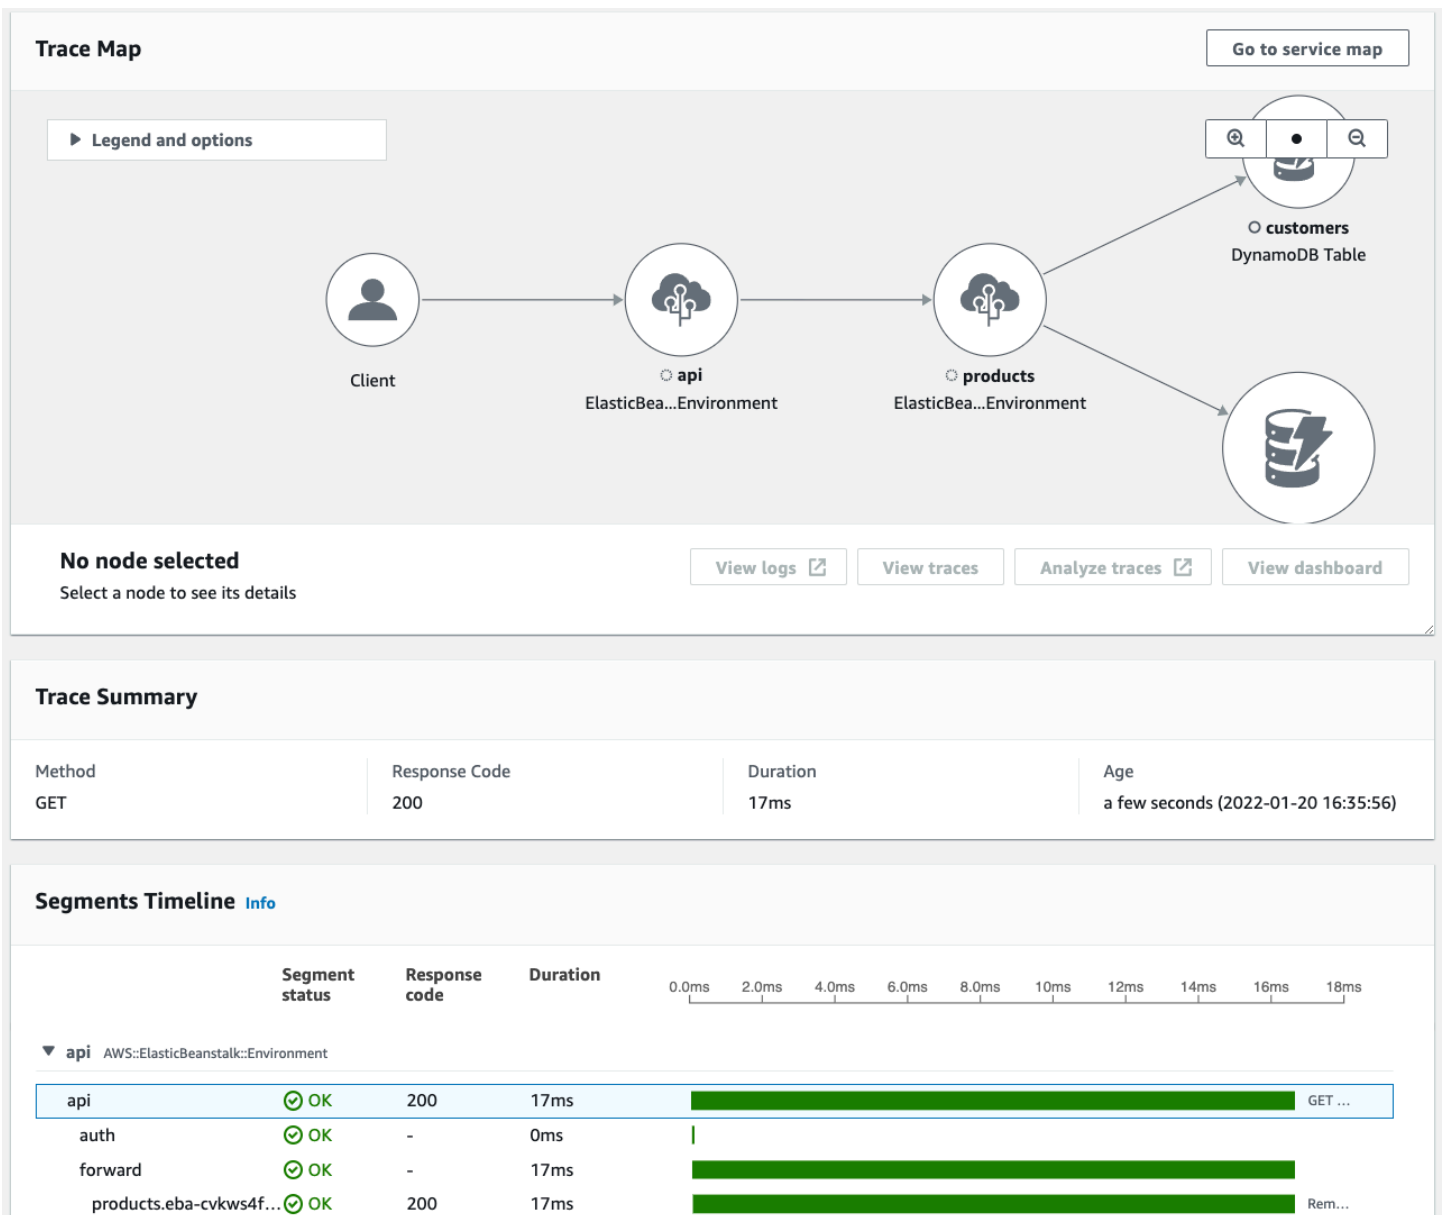 Trace Map
Go to service map
Legend and options
customers
DynamoDB Table
Client
api
ElasticBea...Environment
products
ElasticBea...Environment
No node selected
Select a node to see its details
View logs
View traces
Analyze traces
View dashboard
Trace Summary
Method
GET
Response Code
200
Duration
17ms
Age
a few seconds (2022-01-20 16:35:56)
Segments Timeline Info
Segment status
Response code
Duration
0.0ms 2.0ms 4.0ms 6.0ms 8.0ms 10ms 12ms 14ms 16ms 18ms
api AWS::ElasticBeanstalk::Environment
api OK 200 17ms GET ...
auth OK - 0ms
forward OK - 17ms
products.eba-cvkws4f... OK 200 17ms Rem...